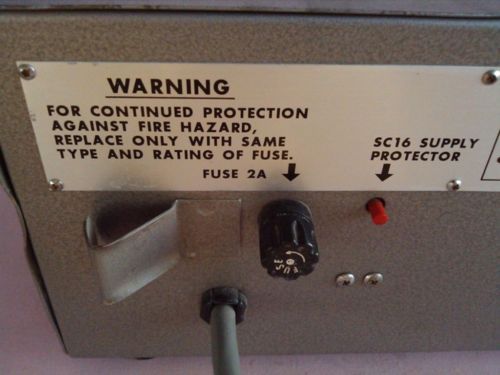 WARNING
FOR CONTINUED PROTECTION
AGAINST FIRE HAZARD,
REPLACE ONLY WITH SAME
TYPE AND RATING OF FUSE.
FUSE 2A
SC16 SUPPLY
PROTECTOR
FUSE